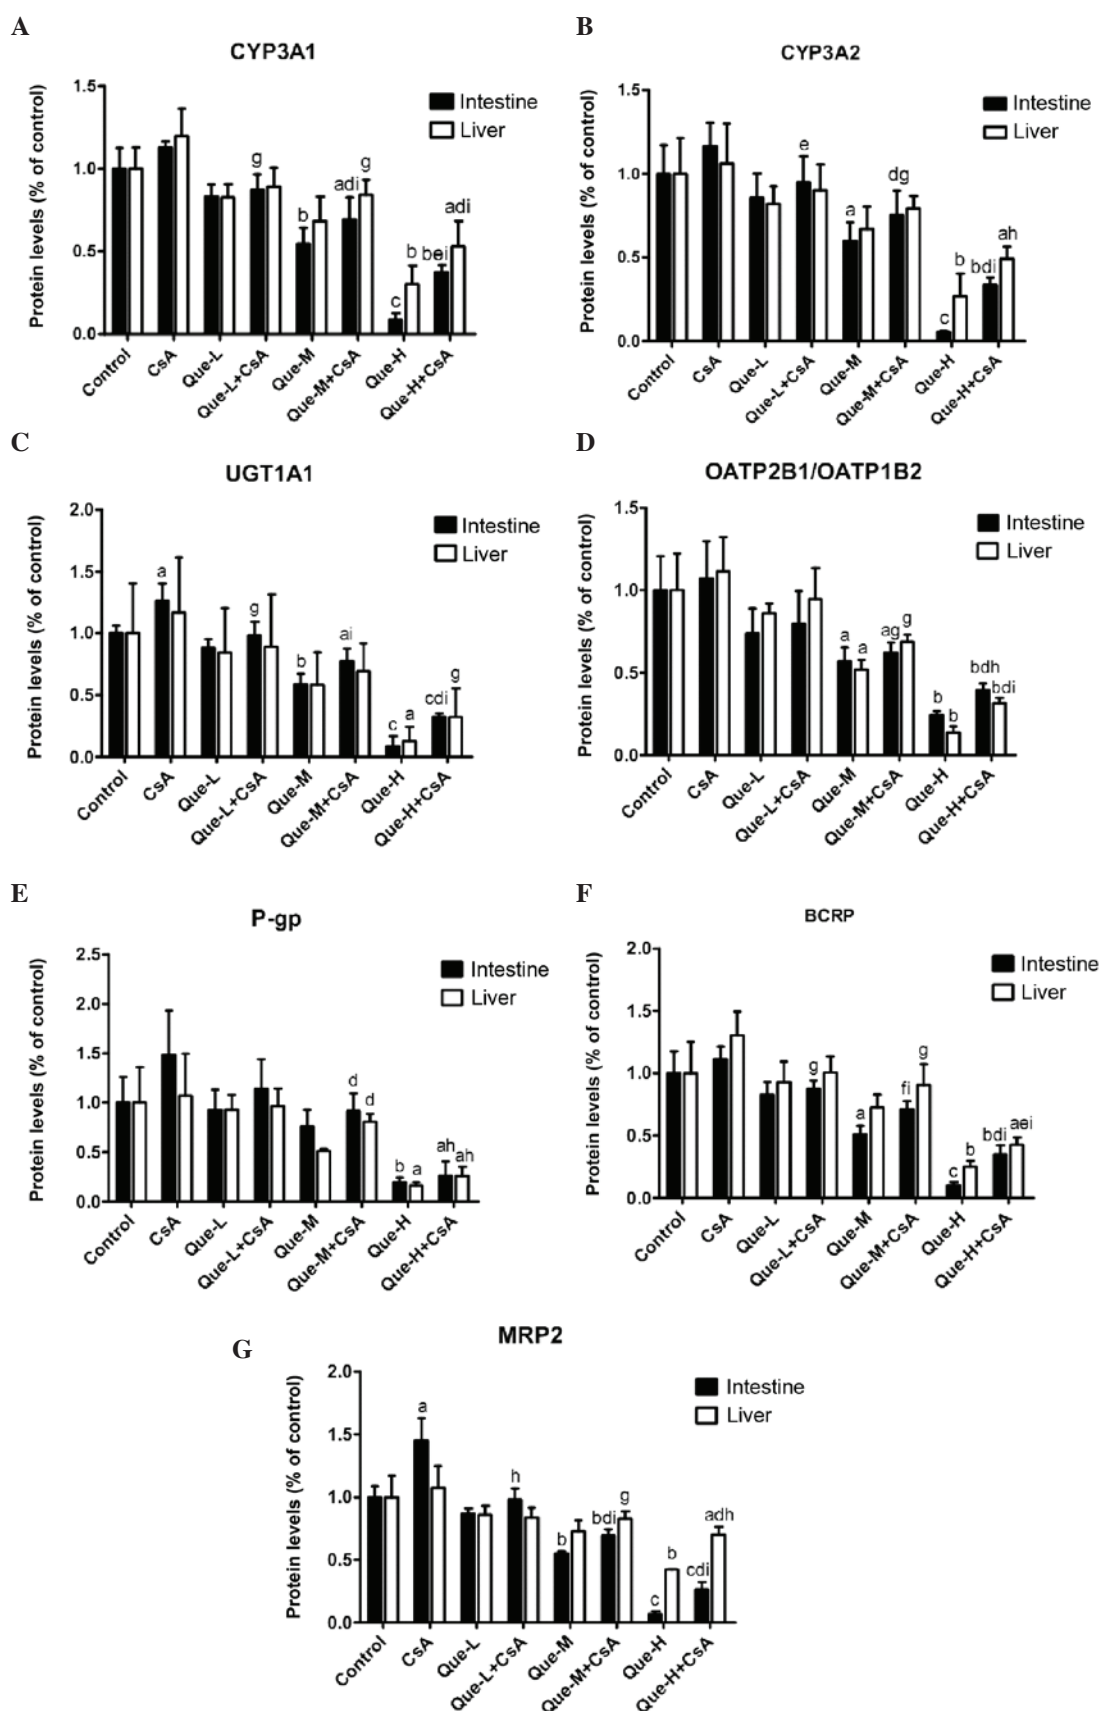 A
CYP3A1
Protein levels (% of control)
1.5
1.0
0.5
0.0
Intestine
Liver
g
b
adi
g
c
b
bei
adi
Control
CsA
Que-L
Que-L+CsA
Que-M
Que-M+CsA
Que-H
Que-H+CsA
B
CYP3A2
Protein levels (% of control)
1.5
1.0
0.5
0.0
Intestine
Liver
e
a
dg
c
b
bdi
ah
Control
CsA
Que-L
Que-L+CsA
Que-M
Que-M+CsA
Que-H
Que-H+CsA
C
UGT1A1
Protein levels (% of control)
2.0
1.5
1.0
0.5
0.0
Intestine
Liver
a
g
b
ai
c
a
cdi
g
Control
CsA
Que-L
Que-L+CsA
Que-M
Que-M+CsA
Que-H
Que-H+CsA
D
OATP2B1/OATP1B2
Protein levels (% of control)
1.5
1.0
0.5
0.0
Intestine
Liver
a
a
ag
g
b
b
bdh
bdi
Control
CsA
Que-L
Que-L+CsA
Que-M
Que-M+CsA
Que-H
Que-H+CsA
E
P-gp
Protein levels (% of control)
2.5
2.0
1.5
1.0
0.5
0.0
Intestine
Liver
d
d
b
a
ah
ah
Control
CsA
Que-L
Que-L+CsA
Que-M
Que-M+CsA
Que-H
Que-H+CsA
F
BCRP
Protein levels (% of control)
2.0
1.5
1.0
0.5
0.0
Intestine
Liver
g
a
fi
g
c
b
bdi
aei
Control
CsA
Que-L
Que-L+CsA
Que-M
Que-M+CsA
Que-H
Que-H+CsA
G
MRP2
Protein levels (% of control)
2.0
1.5
1.0
0.5
0.0
Intestine
Liver
a
h
b
bdi
g
c
b
cdi
adh
Control
CsA
Que-L
Que-L+CsA
Que-M
Que-M+CsA
Que-H
Que-H+CsA